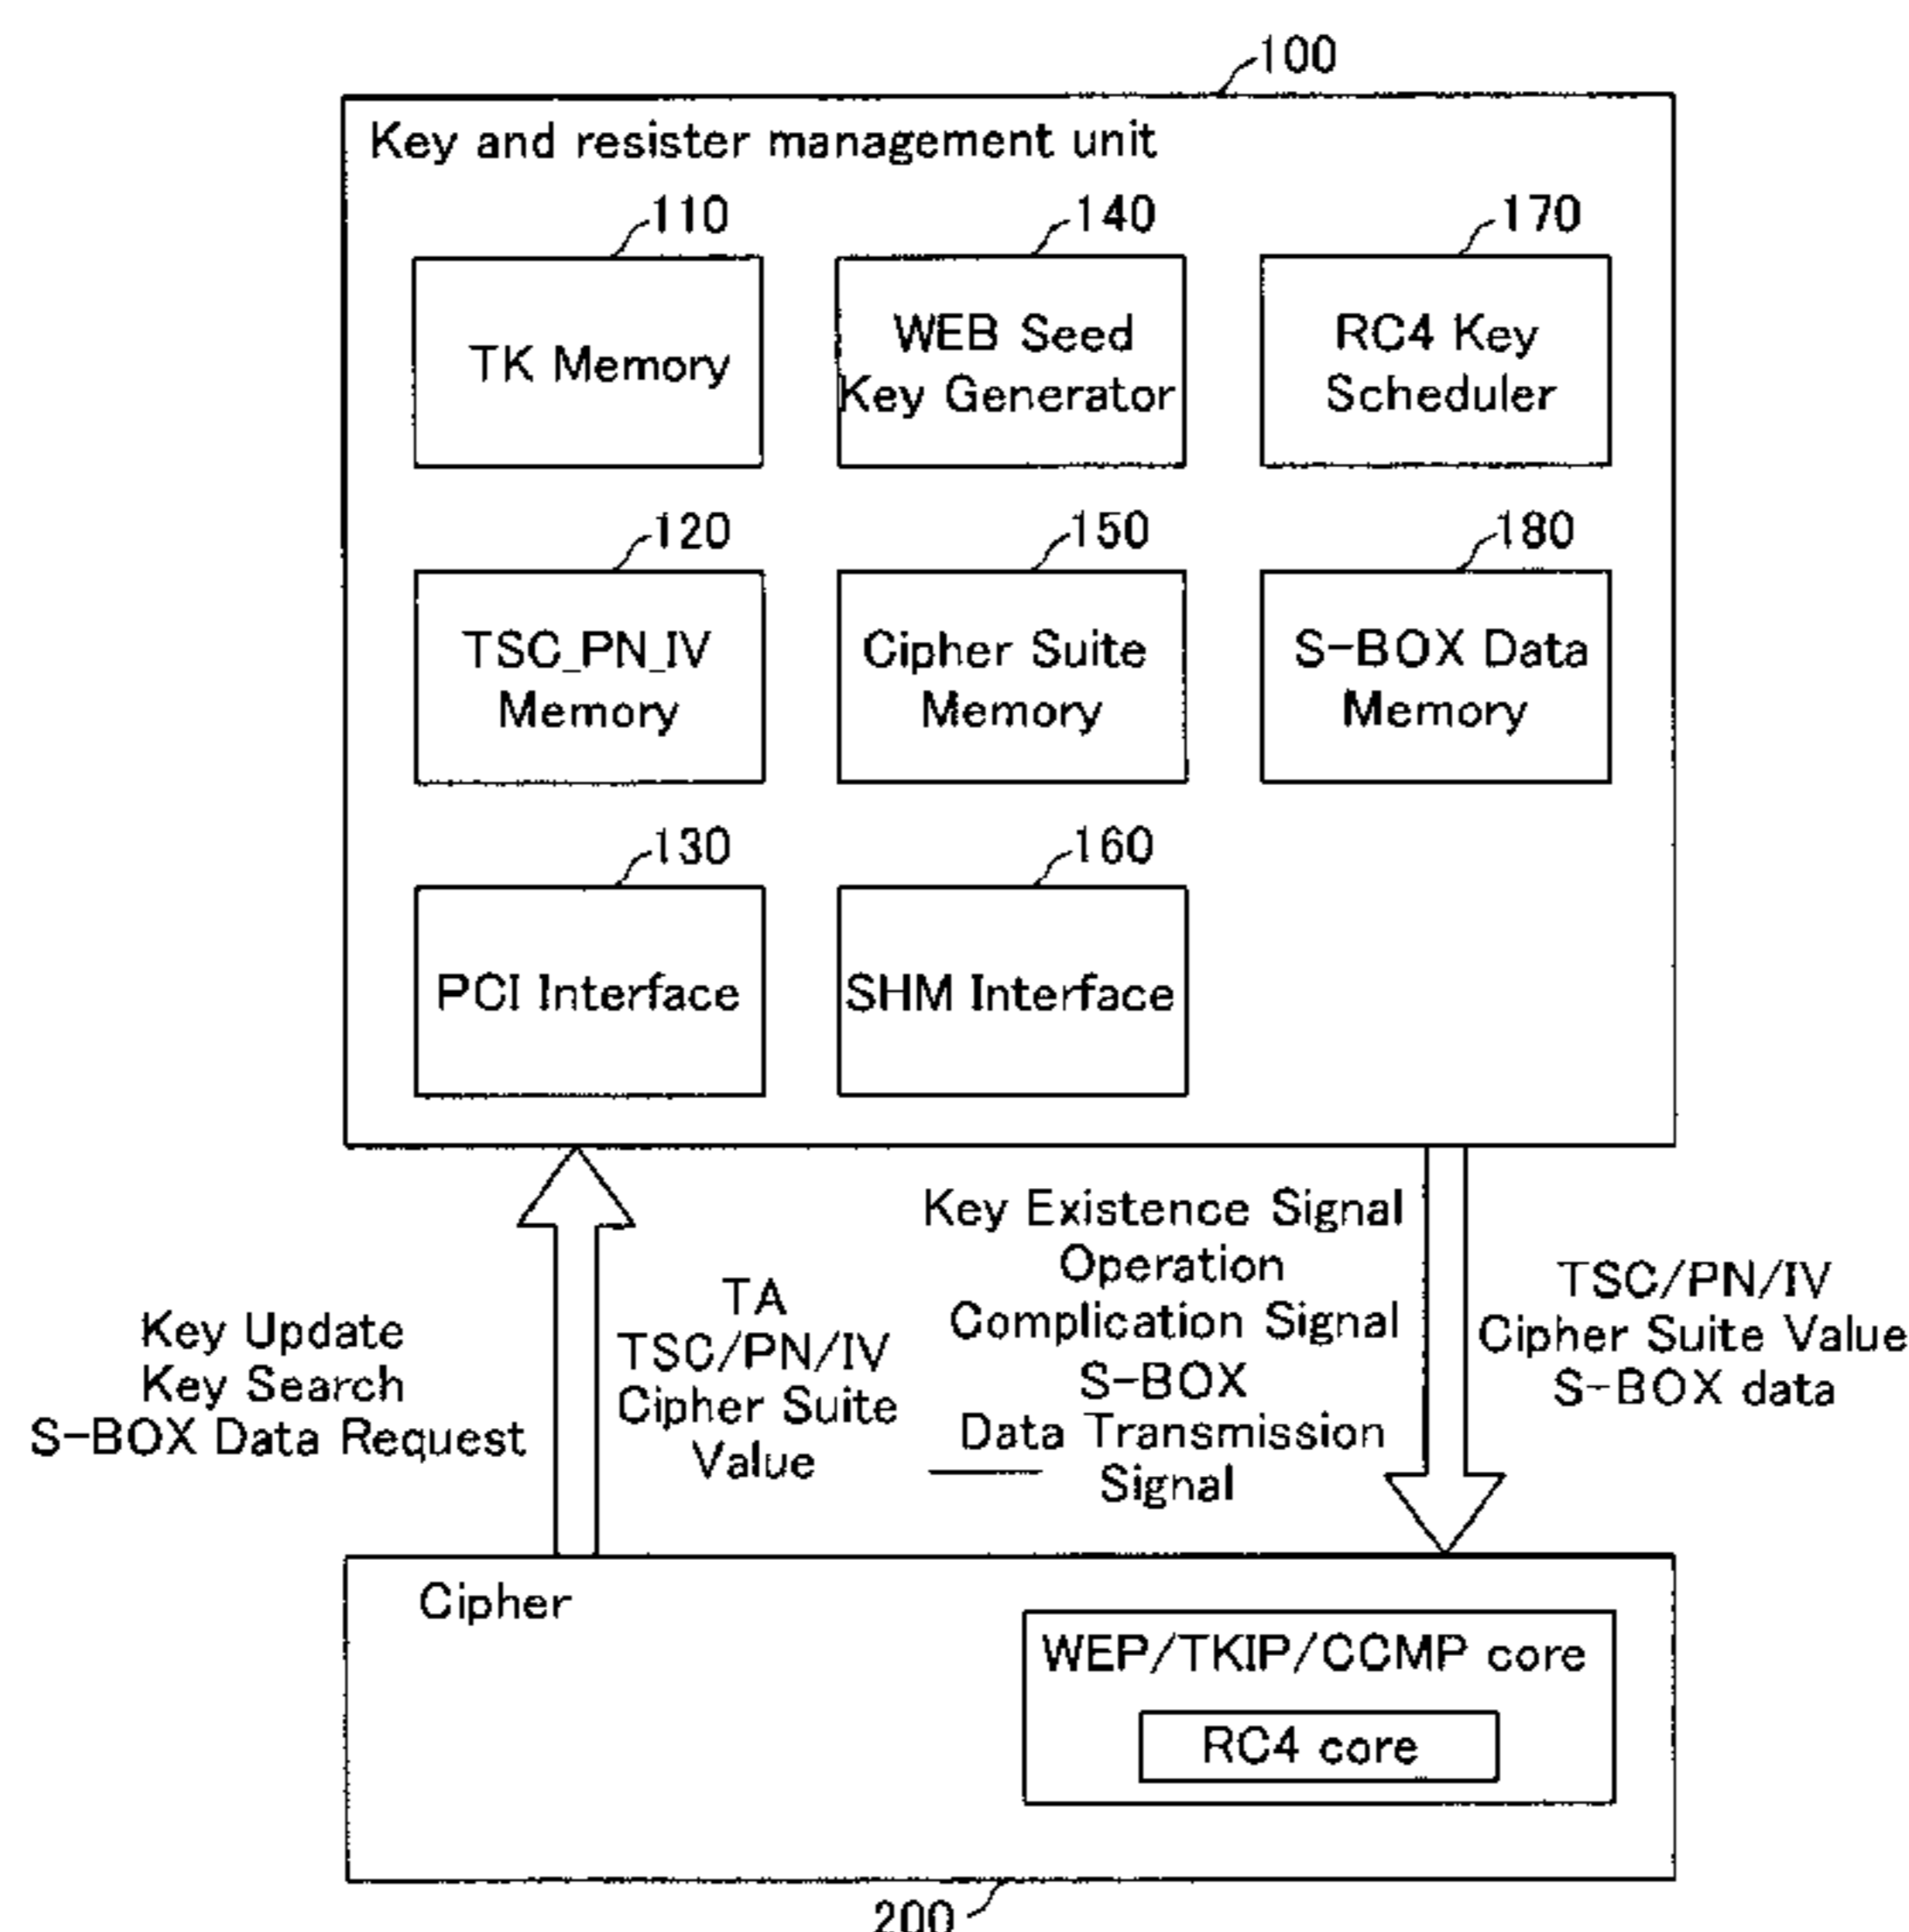 100
Key and resister management unit
110
140
170
TK Memory
WEB Seed
Key Generator
RC4 Key
Scheduler
120
150
180
TSC_PN_IV
Memory
Cipher Suite
Memory
S-BOX Data
Memory
130
160
PCI Interface
SHM Interface
Key Update
Key Search
S-BOX Data Request
TA
TSC/PN/IV
Cipher Suite
Value
Key Existence Signal
Operation
Complication Signal
S-BOX
Data Transmission
Signal
TSC/PN/IV
Cipher Suite Value
S-BOX data
Cipher
WEP/TKIP/CCMP core
RC4 core
200